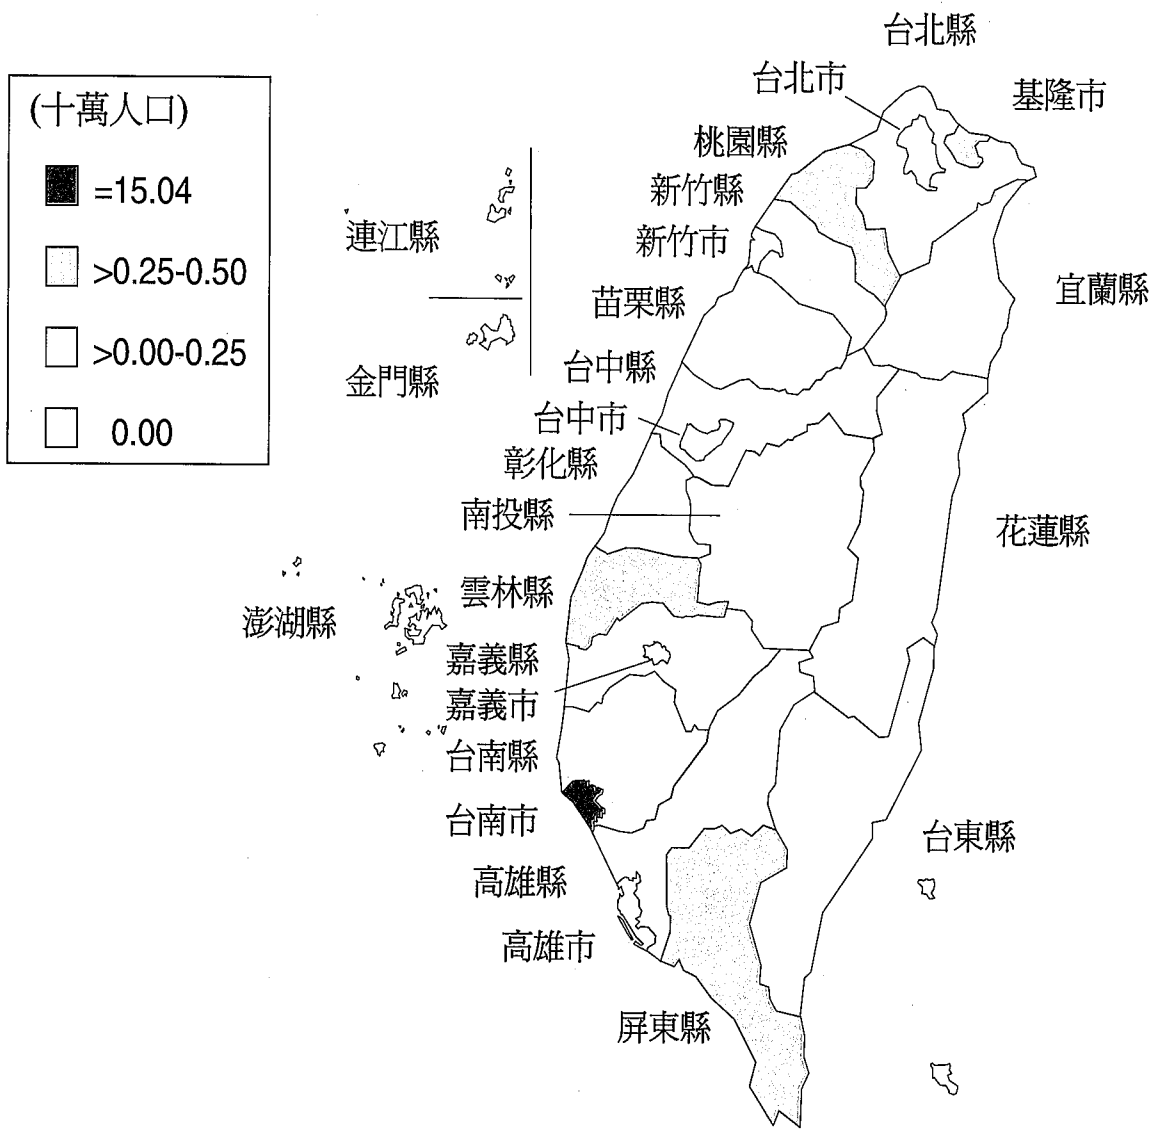 台北縣
台北市
基隆市
(十萬人口)
=15.04
>0.25-0.50
>0.00-0.25
0.00
桃園縣
新竹縣
新竹市
連江縣
宜蘭縣
苗栗縣
金門縣
台中縣
台中市
彰化縣
南投縣
花蓮縣
雲林縣
澎湖縣
嘉義縣
嘉義市
台南縣
台南市
台東縣
高雄縣
高雄市
屏東縣